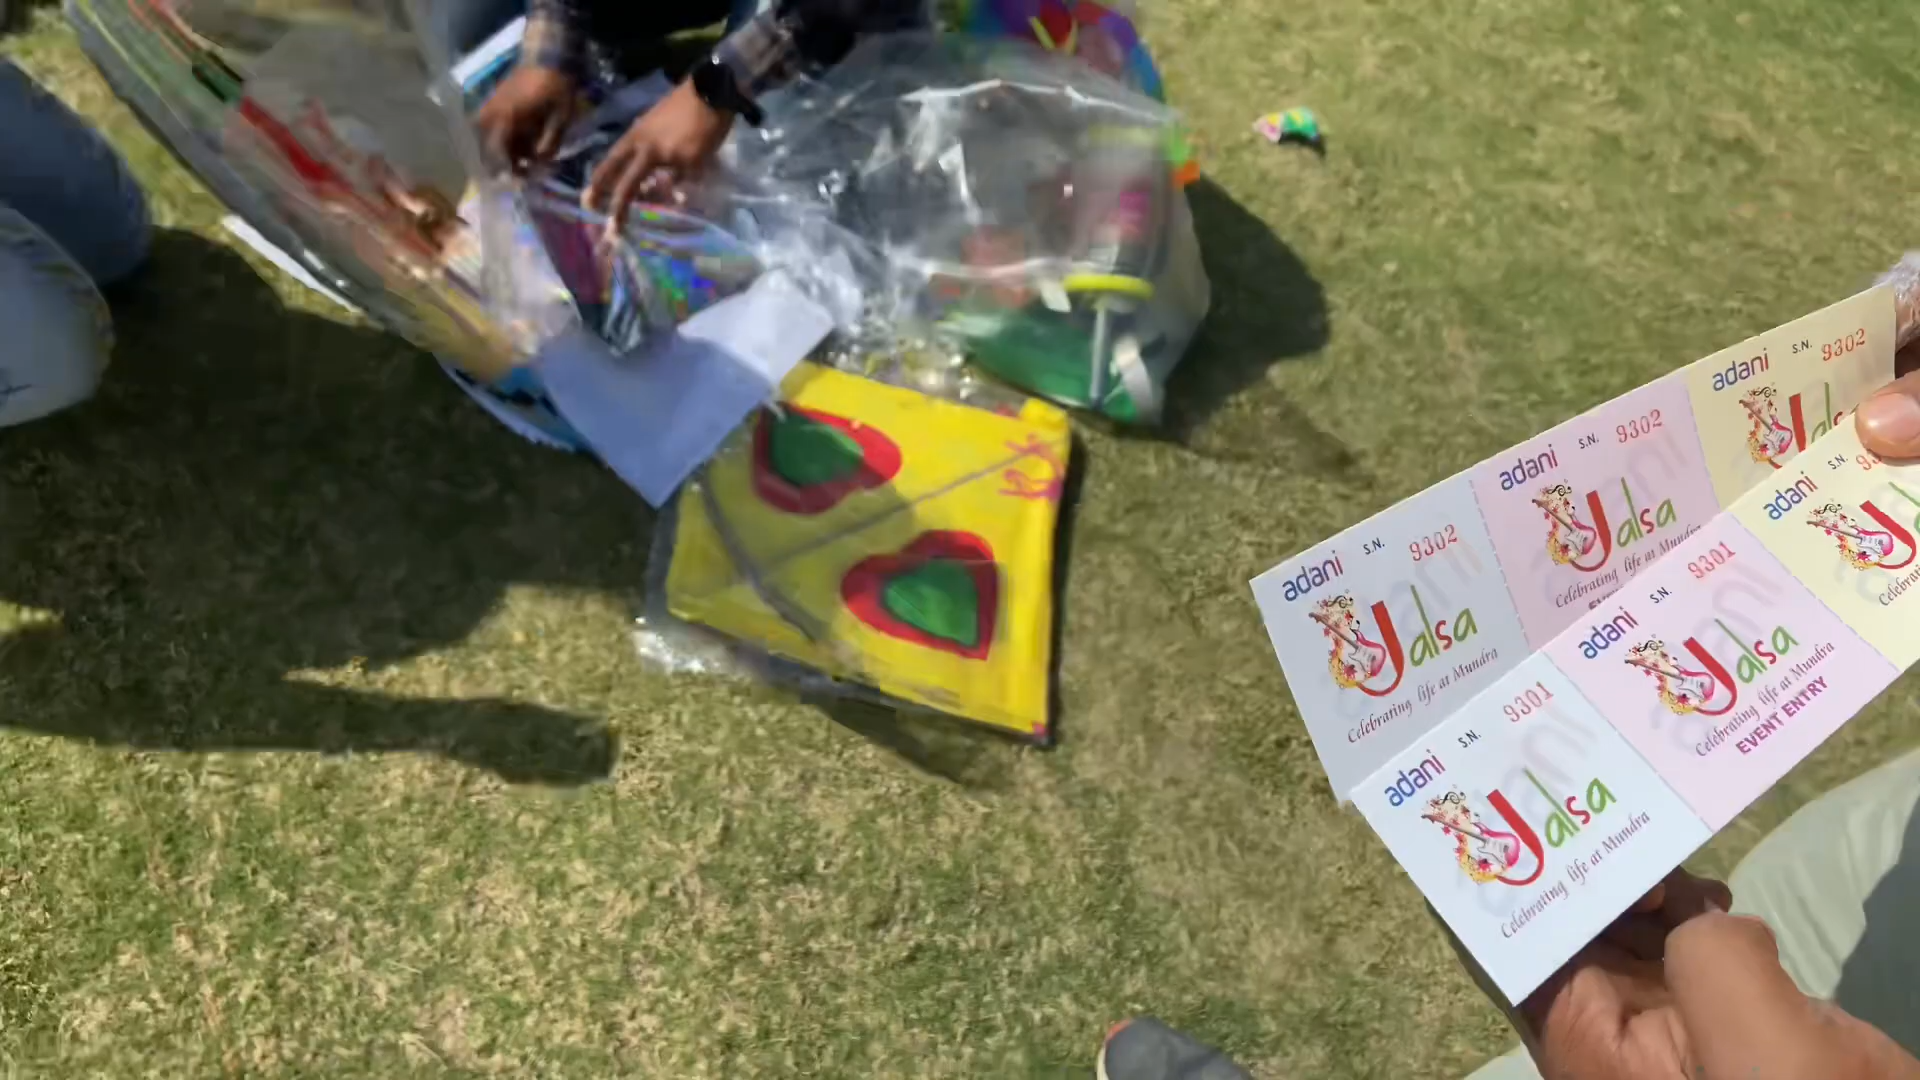 adani S.N. 9302
Jalsa
Celebrating life at Mundra
adani S.N. 9302
Jalsa
Celebrating life at Mundra
adani S.N. 9302
adani S.N. 9301
Jalsa
Celebrating life at Mundra
adani S.N. 9301
Jalsa
Celebrating life at Mundra
EVENT ENTRY
adani S.N.
Celebrating